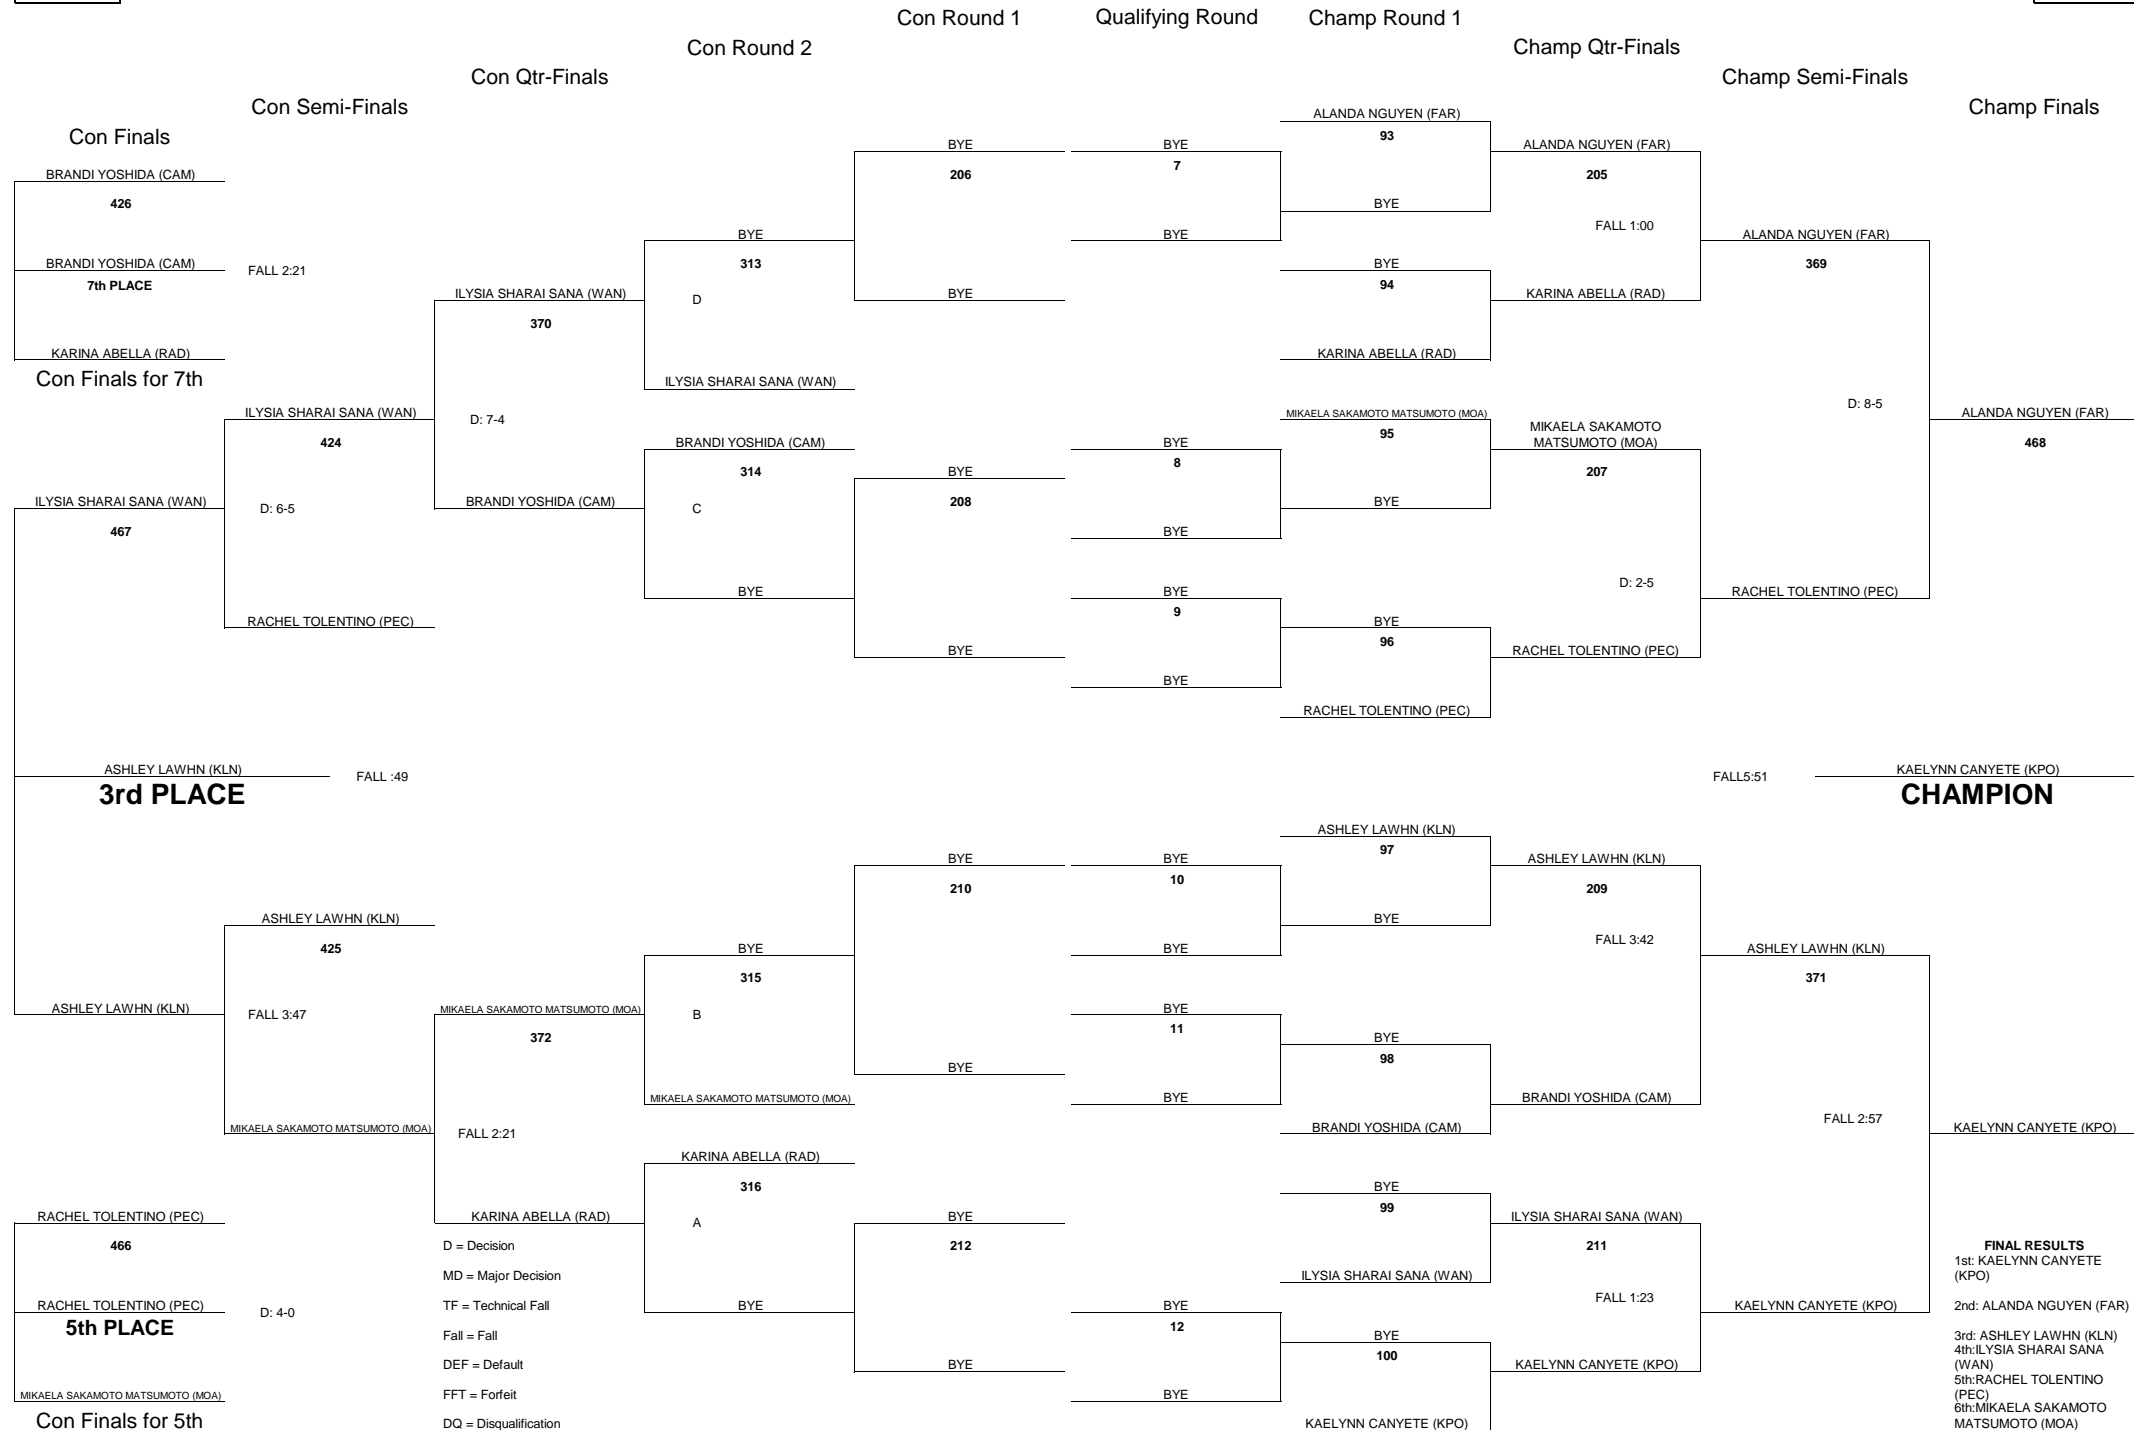 Con Round 1
Qualifying Round
Champ Round 1
Con Round 2
Champ Qtr-Finals
Con Qtr-Finals
Champ Semi-Finals
Con Semi-Finals
Champ Finals
Con Finals
BRANDI YOSHIDA (CAM)
426
BRANDI YOSHIDA (CAM)
FALL 2:21
7th PLACE
KARINA ABELLA (RAD)
Con Finals for 7th
ILYSIA SHARAI SANA (WAN)
467
ASHLEY LAWHN (KLN)
FALL :49
3rd PLACE
ASHLEY LAWHN (KLN)
RACHEL TOLENTINO (PEC)
466
RACHEL TOLENTINO (PEC)
D: 4-0
5th PLACE
MIKAELA SAKAMOTO MATSUMOTO (MOA)
Con Finals for 5th
ILYSIA SHARAI SANA (WAN)
424
D: 6-5
RACHEL TOLENTINO (PEC)
ASHLEY LAWHN (KLN)
425
FALL 3:47
MIKAELA SAKAMOTO MATSUMOTO (MOA)
ILYSIA SHARAI SANA (WAN)
370
D: 7-4
BRANDI YOSHIDA (CAM)
MIKAELA SAKAMOTO MATSUMOTO (MOA)
372
FALL 2:21
KARINA ABELLA (RAD)
D = Decision
MD = Major Decision
TF = Technical Fall
Fall = Fall
DEF = Default
FFT = Forfeit
DQ = Disqualification
BYE
313
D
ILYSIA SHARAI SANA (WAN)
BRANDI YOSHIDA (CAM)
314
C
BYE
BYE
315
B
MIKAELA SAKAMOTO MATSUMOTO (MOA)
KARINA ABELLA (RAD)
316
A
BYE
BYE
206
BYE
BYE
208
BYE
BYE
210
BYE
BYE
212
BYE
BYE
7
BYE
BYE
8
BYE
BYE
9
BYE
BYE
10
BYE
BYE
11
BYE
BYE
12
BYE
ALANDA NGUYEN (FAR)
93
BYE
BYE
94
KARINA ABELLA (RAD)
MIKAELA SAKAMOTO MATSUMOTO (MOA)
95
BYE
BYE
96
RACHEL TOLENTINO (PEC)
ASHLEY LAWHN (KLN)
97
BYE
BYE
98
BRANDI YOSHIDA (CAM)
BYE
99
ILYSIA SHARAI SANA (WAN)
BYE
100
KAELYNN CANYETE (KPO)
ALANDA NGUYEN (FAR)
205
FALL 1:00
KARINA ABELLA (RAD)
MIKAELA SAKAMOTO
MATSUMOTO (MOA)
207
D: 2-5
RACHEL TOLENTINO (PEC)
ASHLEY LAWHN (KLN)
209
FALL 3:42
BRANDI YOSHIDA (CAM)
ILYSIA SHARAI SANA (WAN)
211
FALL 1:23
KAELYNN CANYETE (KPO)
ALANDA NGUYEN (FAR)
369
D: 8-5
RACHEL TOLENTINO (PEC)
ASHLEY LAWHN (KLN)
371
FALL 2:57
KAELYNN CANYETE (KPO)
ALANDA NGUYEN (FAR)
468
FALL5:51
KAELYNN CANYETE (KPO)
CHAMPION
KAELYNN CANYETE (KPO)
FINAL RESULTS
1st: KAELYNN CANYETE
(KPO)
2nd: ALANDA NGUYEN (FAR)
3rd: ASHLEY LAWHN (KLN)
4th:ILYSIA SHARAI SANA
(WAN)
5th:RACHEL TOLENTINO
(PEC)
6th:MIKAELA SAKAMOTO
MATSUMOTO (MOA)